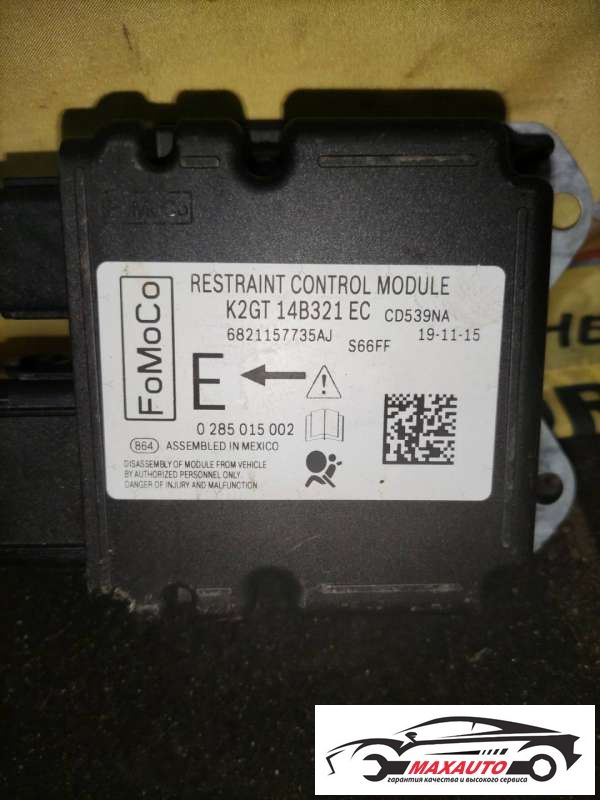 FoMoCo
FoMoCo
RESTRAINT CONTROL MODULE
K2GT 14B321 EC CD539NA
6821157735AJ S66FF 19-11-15
E
0 285 015 002
864 ASSEMBLED IN MEXICO
DISASSEMBLY OF MODULE FROM VEHICLE
BY AUTHORIZED PERSONNEL ONLY.
DANGER OF INJURY AND MALFUNCTION.
MAXAUTO
гарантия качества и высокого сервиса